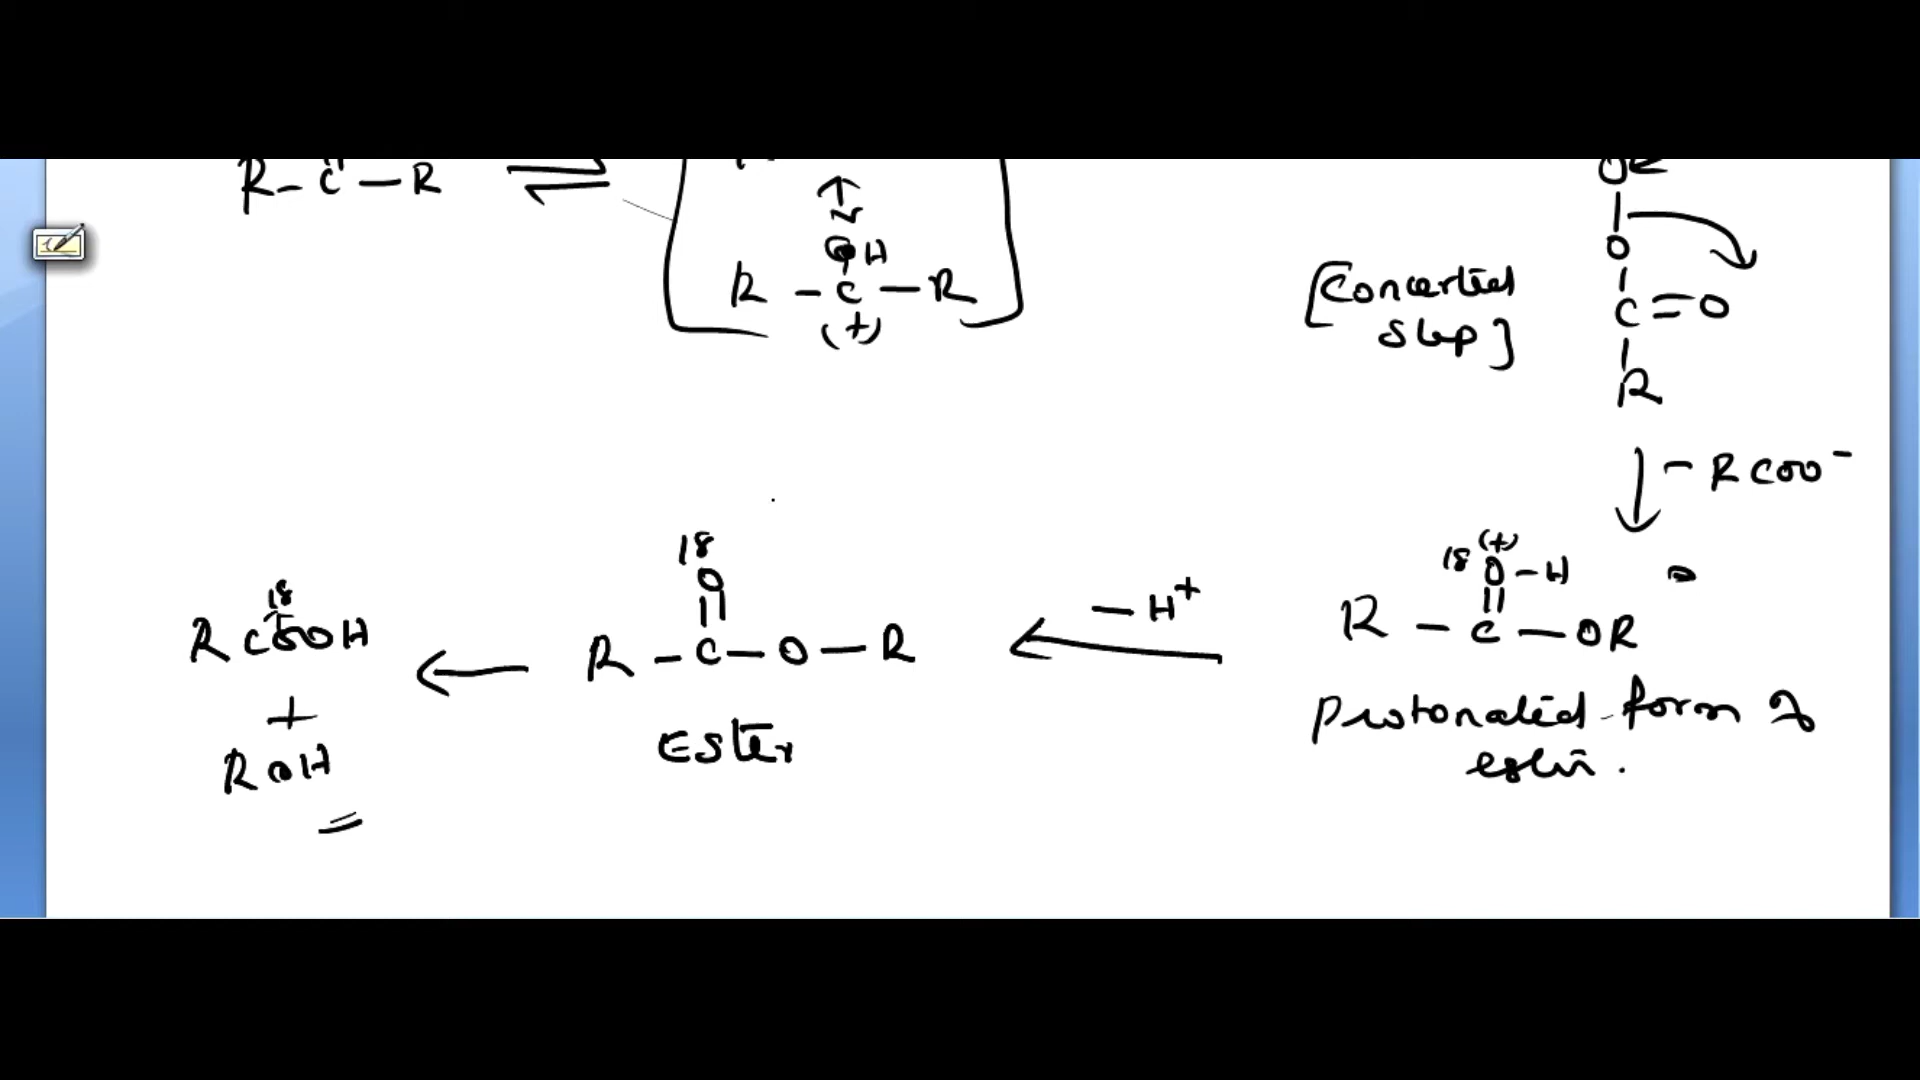 R - C - R
OH
R - C - R
(+)
O
O
C = O
R
[Concerted
step]
- RCOO⁻
18 (+)
O - H
R - C - OR
Protonated form of
ester.
- H⁺
18
O
R - C - O - R
Ester
18
RCOOH
+
ROH